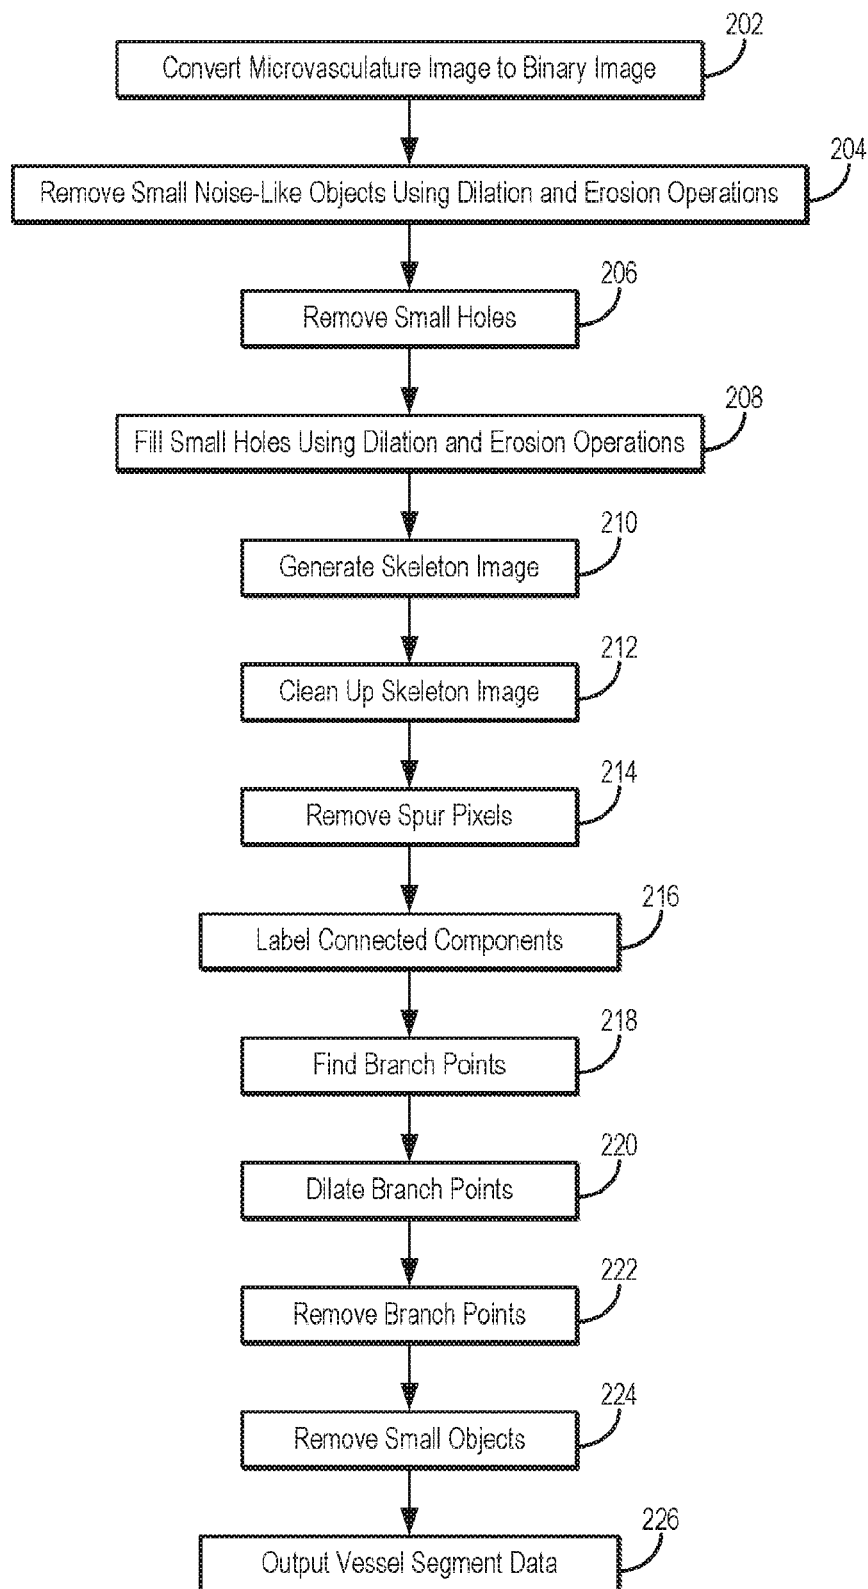 202
Convert Microvasculature Image to Binary Image
204
Remove Small Noise-Like Objects Using Dilation and Erosion Operations
206
Remove Small Holes
208
Fill Small Holes Using Dilation and Erosion Operations
210
Generate Skeleton Image
212
Clean Up Skeleton Image
214
Remove Spur Pixels
216
Label Connected Components
218
Find Branch Points
220
Dilate Branch Points
222
Remove Branch Points
224
Remove Small Objects
226
Output Vessel Segment Data